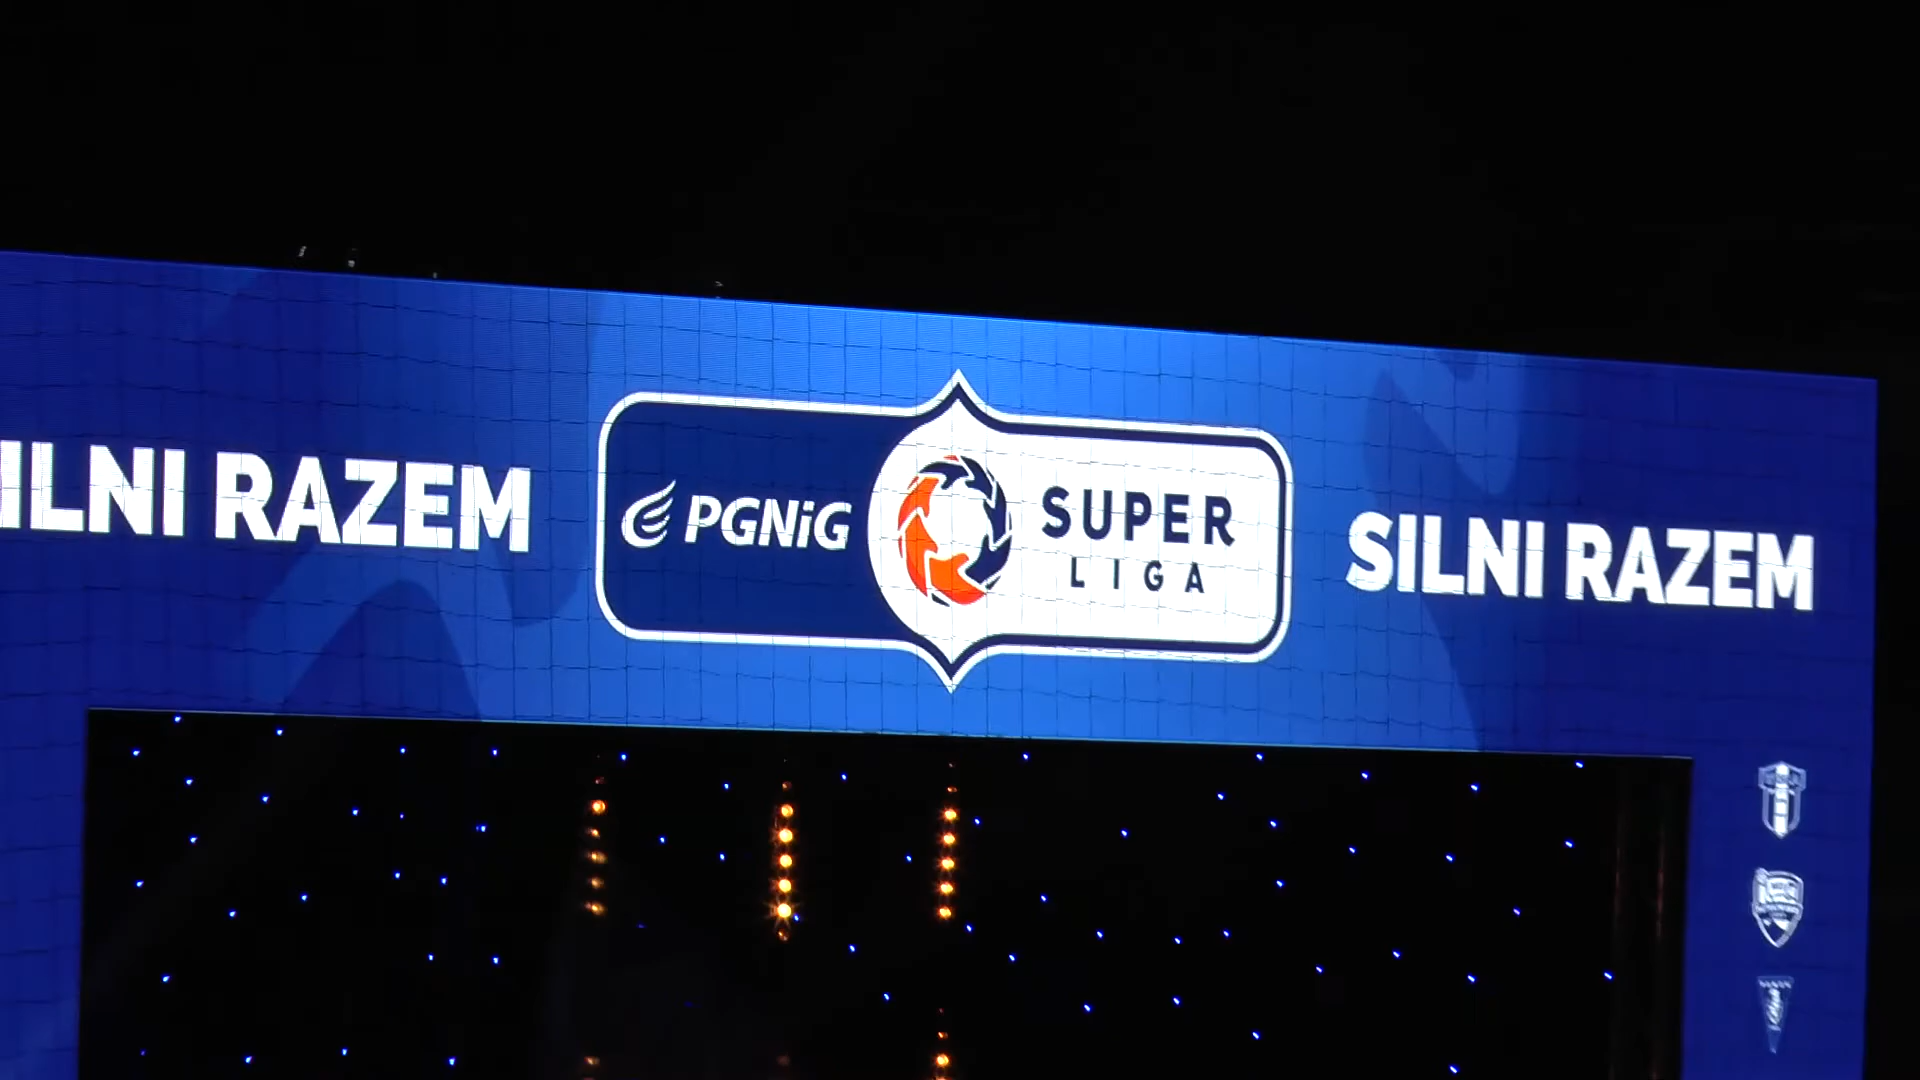 ILNI RAZEM
PGNiG
SUPER
LIGA
SILNI RAZEM